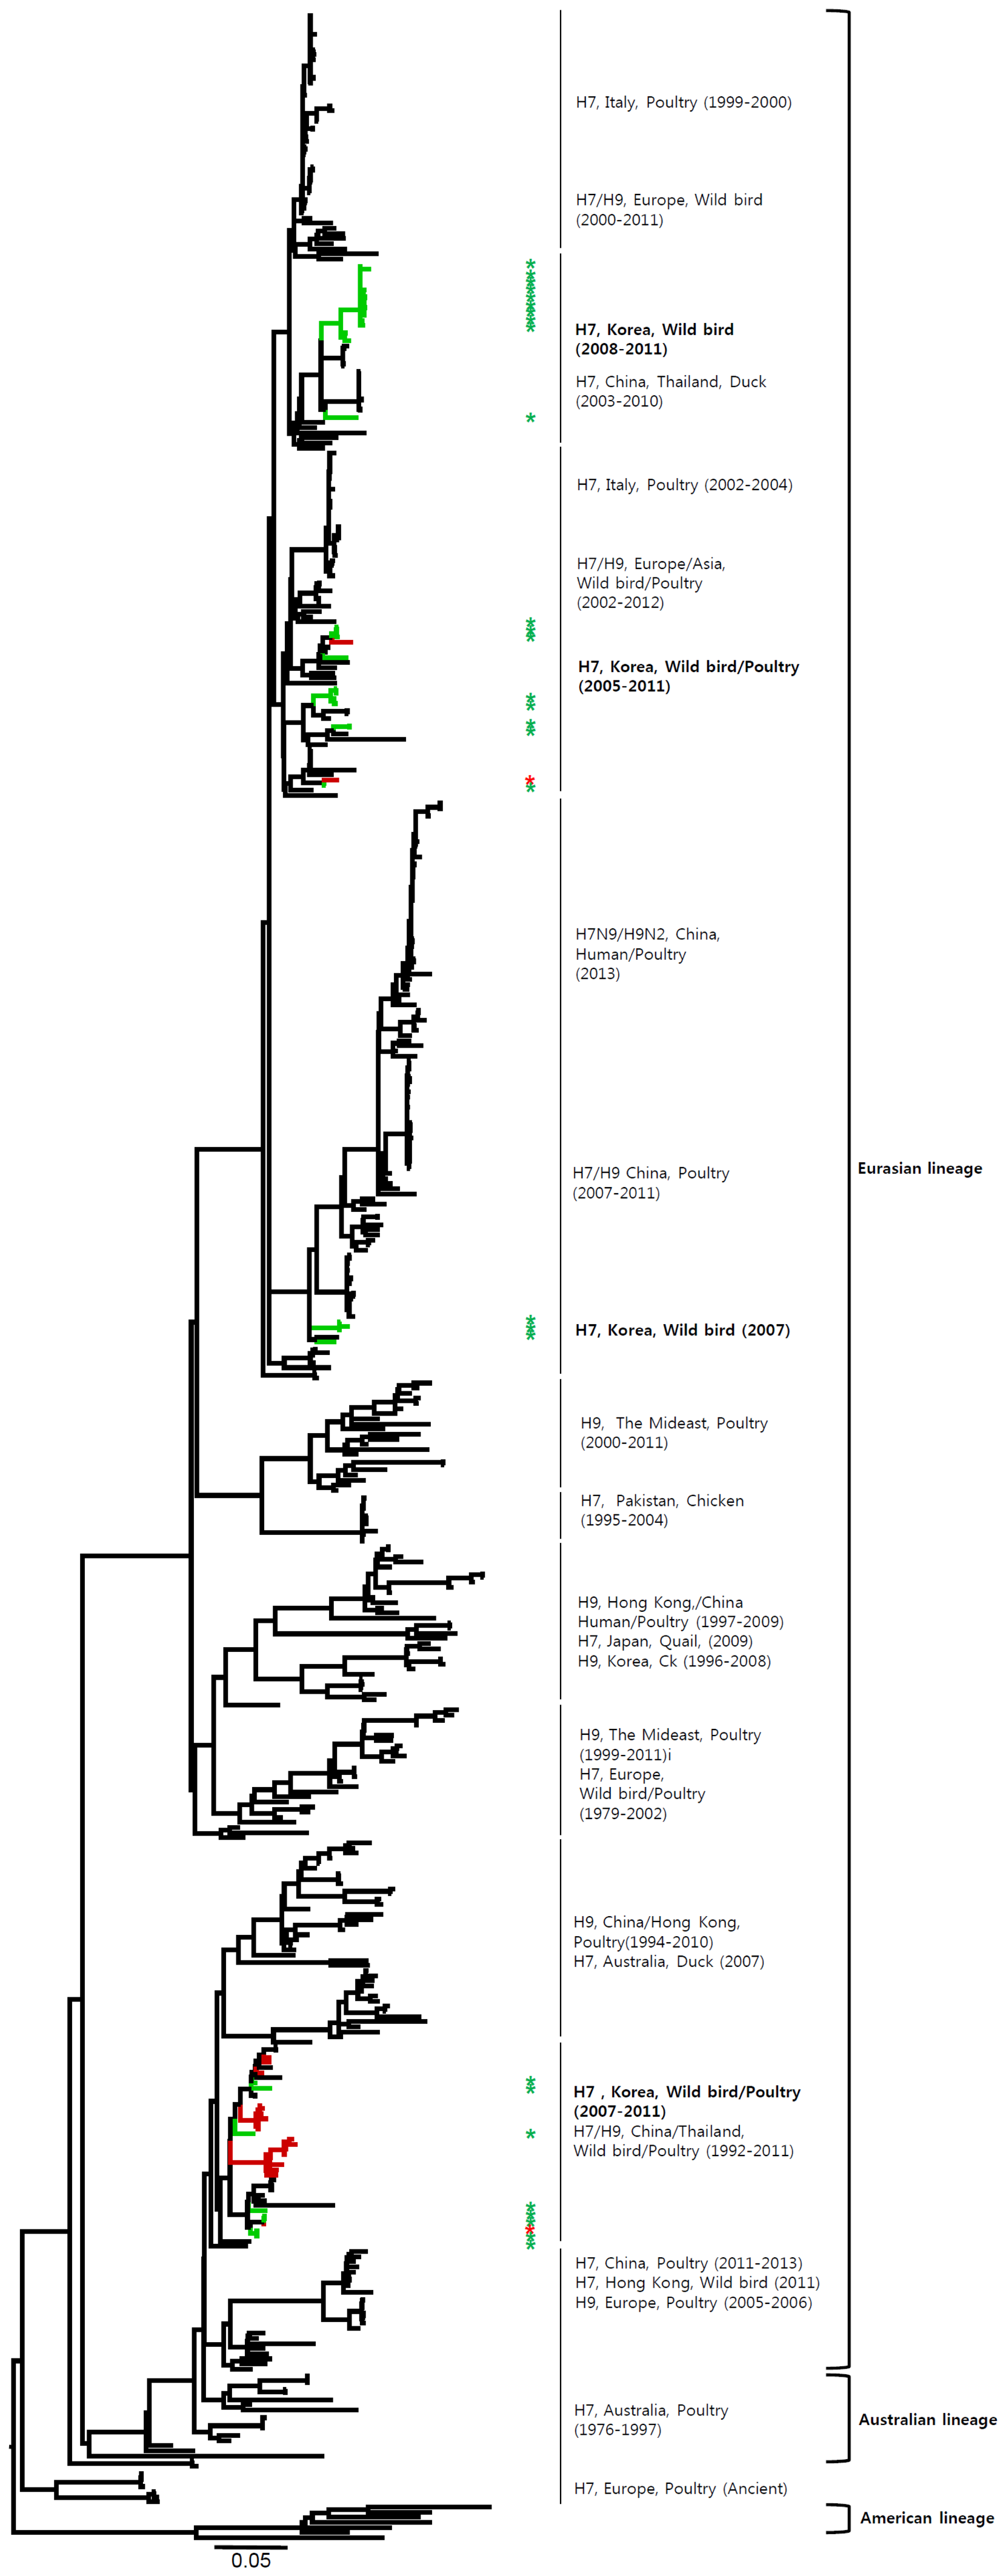 H7, Italy, Poultry (1999-2000)
H7/H9, Europe, Wild bird
(2000-2011)
H7, Korea, Wild bird
(2008-2011)
H7, China, Thailand, Duck
(2003-2010)
H7, Italy, Poultry (2002-2004)
H7/H9, Europe/Asia,
Wild bird/Poultry
(2002-2012)
H7, Korea, Wild bird/Poultry
(2005-2011)
H7N9/H9N2, China,
Human/Poultry
(2013)
Eurasian lineage
H7/H9 China, Poultry
(2007-2011)
H7, Korea, Wild bird (2007)
H9, The Mideast, Poultry
(2000-2011)
H7, Pakistan, Chicken
(1995-2004)
H9, Hong Kong,/China
Human/Poultry (1997-2009)
H7, Japan, Quail, (2009)
H9, Korea, Ck (1996-2008)
H9, The Mideast, Poultry
(1999-2011)i
H7, Europe,
Wild bird/Poultry
(1979-2002)
H9, China/Hong Kong,
Poultry(1994-2010)
H7, Australia, Duck (2007)
H7 , Korea, Wild bird/Poultry
(2007-2011)
H7/H9, China/Thailand,
Wild bird/Poultry (1992-2011)
H7, China, Poultry (2011-2013)
H7, Hong Kong, Wild bird (2011)
H9, Europe, Poultry (2005-2006)
H7, Australia, Poultry
(1976-1997)
Australian lineage
H7, Europe, Poultry (Ancient)
American lineage
0.05